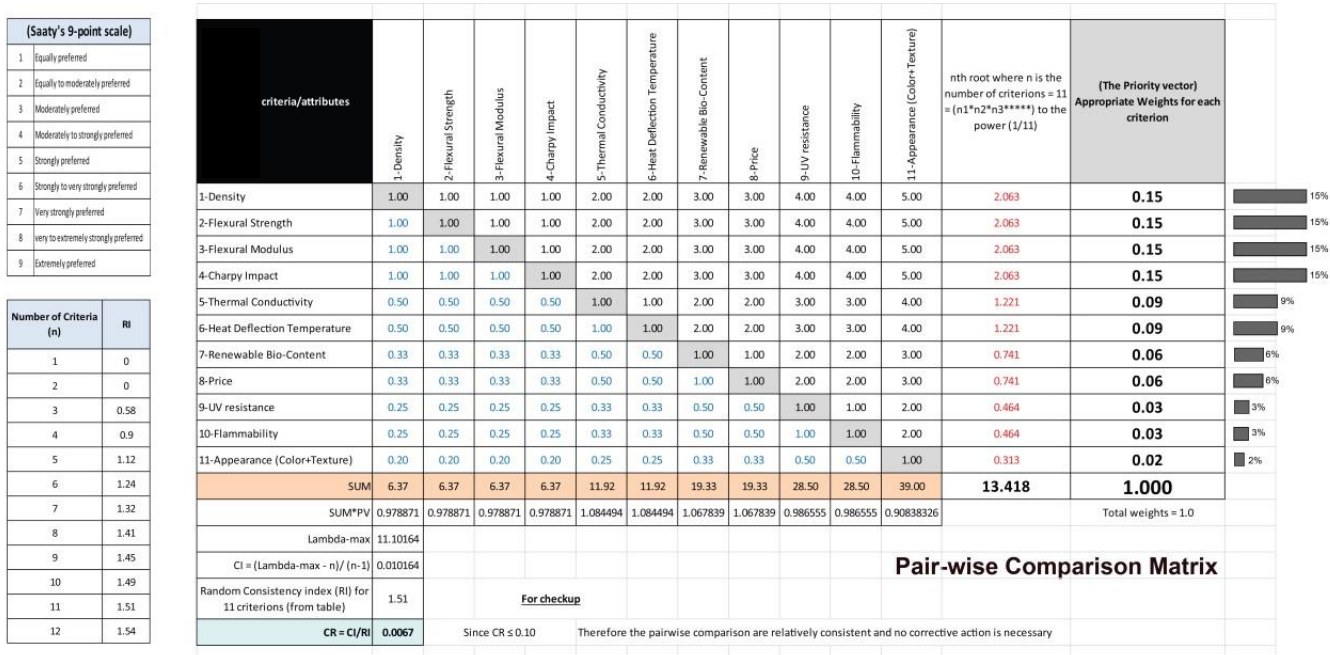 (Saaty's 9-point scale)
1 Equally preferred
2 Equally to moderately preferred
3 Moderately preferred
4 Moderately to strongly preferred
5 Strongly preferred
6 Strongly to very strongly preferred
7 Very strongly preferred
8 very to extremely strongly preferred
9 Extremely preferred
Number of Criteria (n) RI
1 0
2 0
3 0.58
4 0.9
5 1.12
6 1.24
7 1.32
8 1.41
9 1.45
10 1.49
11 1.51
12 1.54
criteria/attributes
1-Density
2-Flexural Strength
3-Flexural Modulus
4-Charpy Impact
5-Thermal Conductivity
6-Heat Deflection Temperature
7-Renewable Bio-Content
8-Price
9-UV resistance
10-Flammability
11-Appearance (Color+Texture)
nth root where n is the
number of criterions = 11
= (n1*n2*n3*****) to the
power (1/11)
(The Priority vector)
Appropriate Weights for each
criterion
1-Density 1.00 1.00 1.00 1.00 2.00 2.00 3.00 3.00 4.00 4.00 5.00 2.063 0.15 15%
2-Flexural Strength 1.00 1.00 1.00 1.00 2.00 2.00 3.00 3.00 4.00 4.00 5.00 2.063 0.15 15%
3-Flexural Modulus 1.00 1.00 1.00 1.00 2.00 2.00 3.00 3.00 4.00 4.00 5.00 2.063 0.15 15%
4-Charpy Impact 1.00 1.00 1.00 1.00 2.00 2.00 3.00 3.00 4.00 4.00 5.00 2.063 0.15 15%
5-Thermal Conductivity 0.50 0.50 0.50 0.50 1.00 1.00 2.00 2.00 3.00 3.00 4.00 1.221 0.09 9%
6-Heat Deflection Temperature 0.50 0.50 0.50 0.50 1.00 1.00 2.00 2.00 3.00 3.00 4.00 1.221 0.09 9%
7-Renewable Bio-Content 0.33 0.33 0.33 0.33 0.50 0.50 1.00 1.00 2.00 2.00 3.00 0.741 0.06 6%
8-Price 0.33 0.33 0.33 0.33 0.50 0.50 1.00 1.00 2.00 2.00 3.00 0.741 0.06 6%
9-UV resistance 0.25 0.25 0.25 0.25 0.33 0.33 0.50 0.50 1.00 1.00 2.00 0.464 0.03 3%
10-Flammability 0.25 0.25 0.25 0.25 0.33 0.33 0.50 0.50 1.00 1.00 2.00 0.464 0.03 3%
11-Appearance (Color+Texture) 0.20 0.20 0.20 0.20 0.25 0.25 0.33 0.33 0.50 0.50 1.00 0.313 0.02 2%
SUM 6.37 6.37 6.37 6.37 11.92 11.92 19.33 19.33 28.50 28.50 39.00 13.418 1.000
SUM*PV 0.978871 0.978871 0.978871 0.978871 1.084494 1.084494 1.067839 1.067839 0.986555 0.986555 0.90838326 Total weights = 1.0
Lambda-max 11.10164
CI = (Lambda-max - n)/ (n-1) 0.010164
Pair-wise Comparison Matrix
Random Consistency index (RI) for
11 criterions (from table) 1.51 For checkup
CR = CI/RI 0.0067 Since CR ≤ 0.10 Therefore the pairwise comparison are relatively consistent and no corrective action is necessary